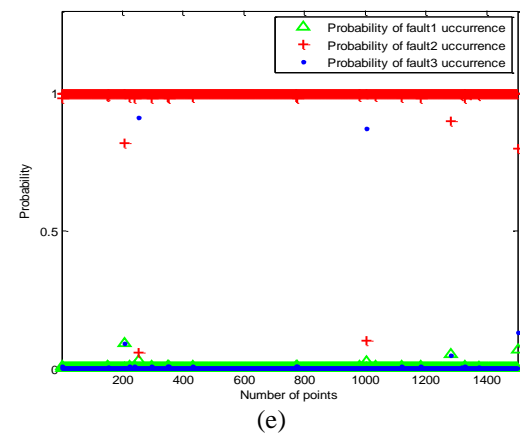 Probability of fault1 uccurrence
Probability of fault2 uccurrence
Probability of fault3 uccurrence
1
0.5
0
Probability
200 400 600 800 1000 1200 1400
Number of points
(e)